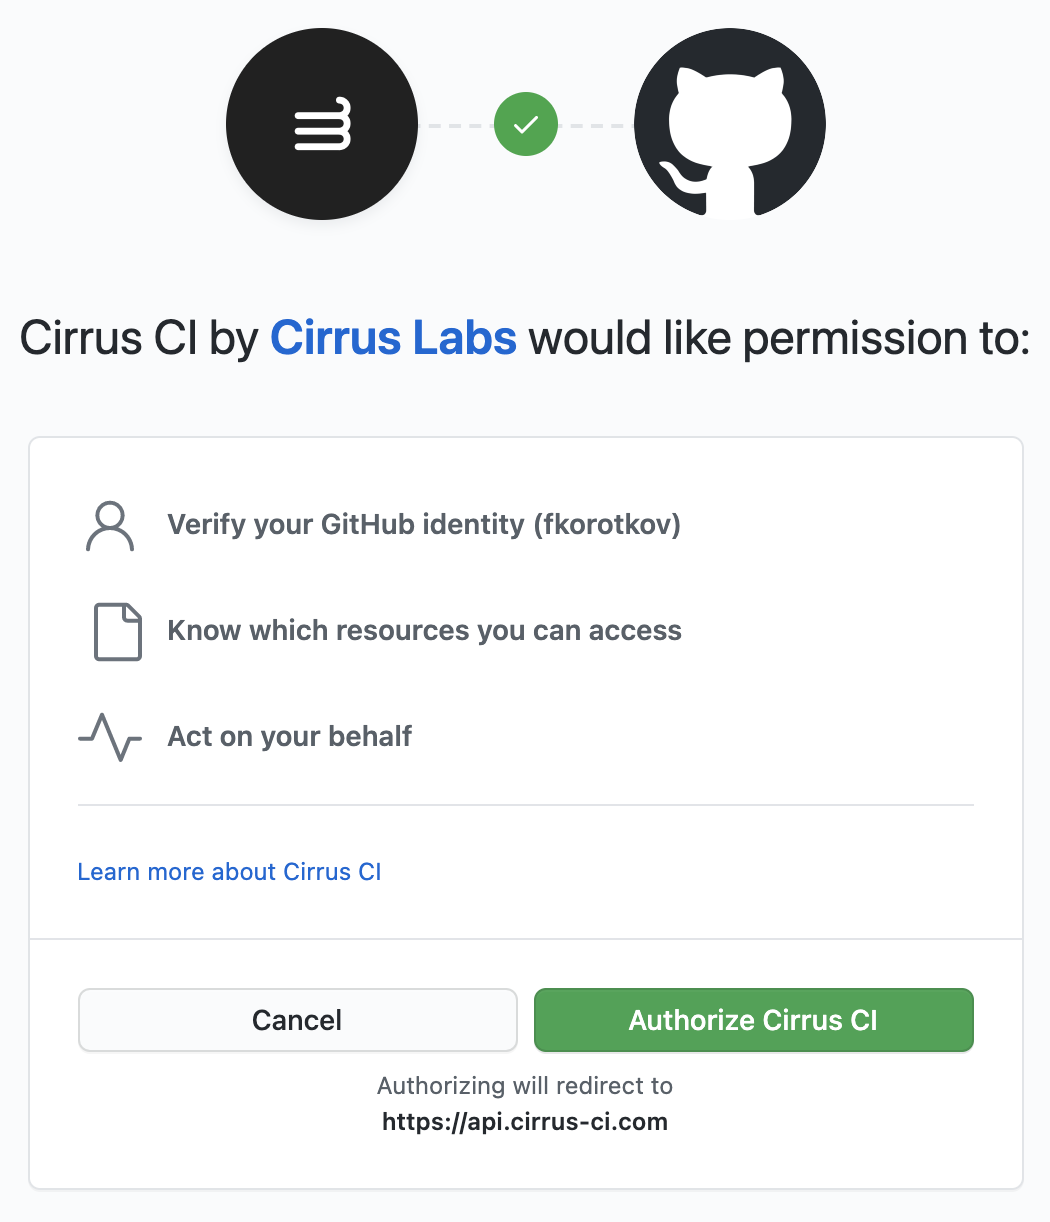 Cirrus CI by Cirrus Labs would like permission to:
Verify your GitHub identity (fkorotkov)
Know which resources you can access
Act on your behalf
Learn more about Cirrus CI
Cancel
Authorize Cirrus CI
Authorizing will redirect to
https://api.cirrus-ci.com